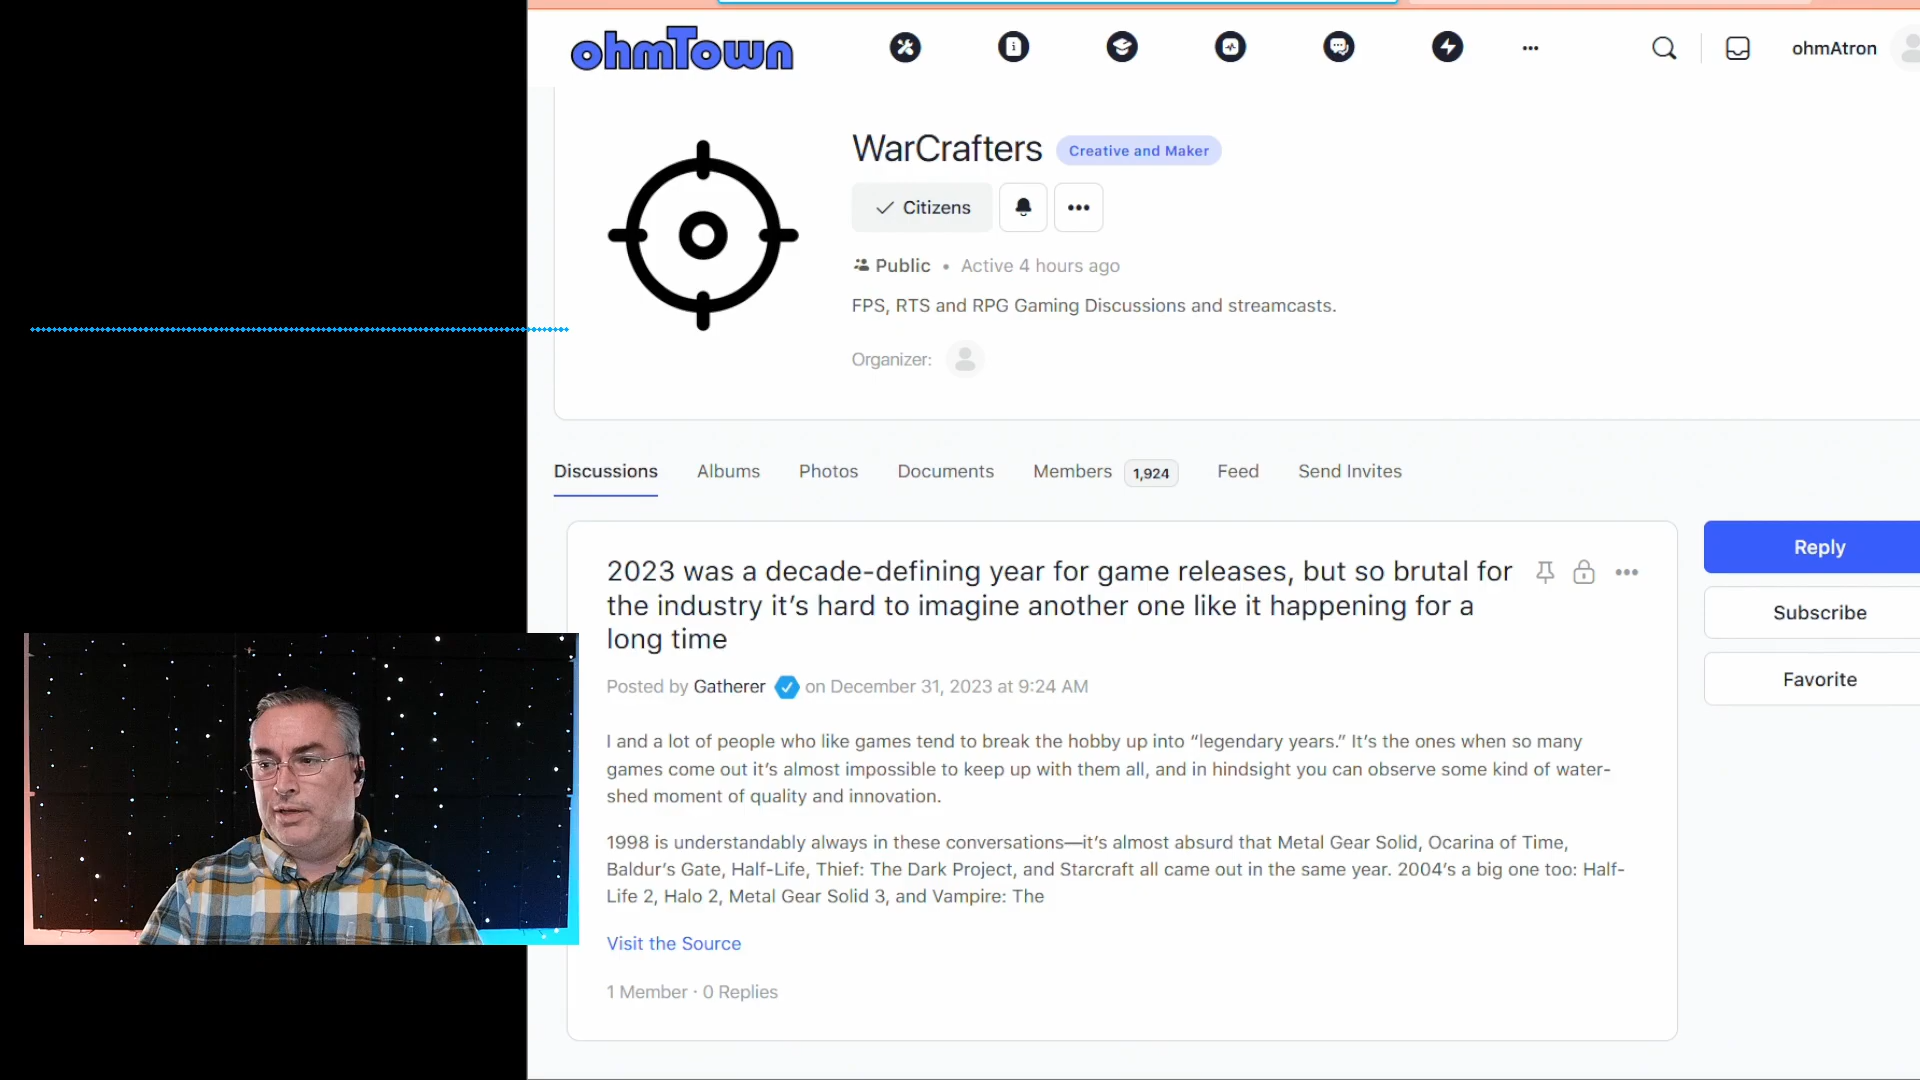 ohmTown
ohmAtron
WarCrafters
Creative and Maker
Citizens
Public • Active 4 hours ago
FPS, RTS and RPG Gaming Discussions and streamcasts.
Organizer:
Discussions Albums Photos Documents Members 1,924 Feed Send Invites
2023 was a decade-defining year for game releases, but so brutal for
the industry it’s hard to imagine another one like it happening for a
long time
Posted by Gatherer on December 31, 2023 at 9:24 AM
I and a lot of people who like games tend to break the hobby up into “legendary years.” It’s the ones when so many
games come out it’s almost impossible to keep up with them all, and in hindsight you can observe some kind of water-
shed moment of quality and innovation.
1998 is understandably always in these conversations—it’s almost absurd that Metal Gear Solid, Ocarina of Time,
Baldur’s Gate, Half-Life, Thief: The Dark Project, and Starcraft all came out in the same year. 2004’s a big one too: Half-
Life 2, Halo 2, Metal Gear Solid 3, and Vampire: The
Visit the Source
1 Member · 0 Replies
Reply
Subscribe
Favorite